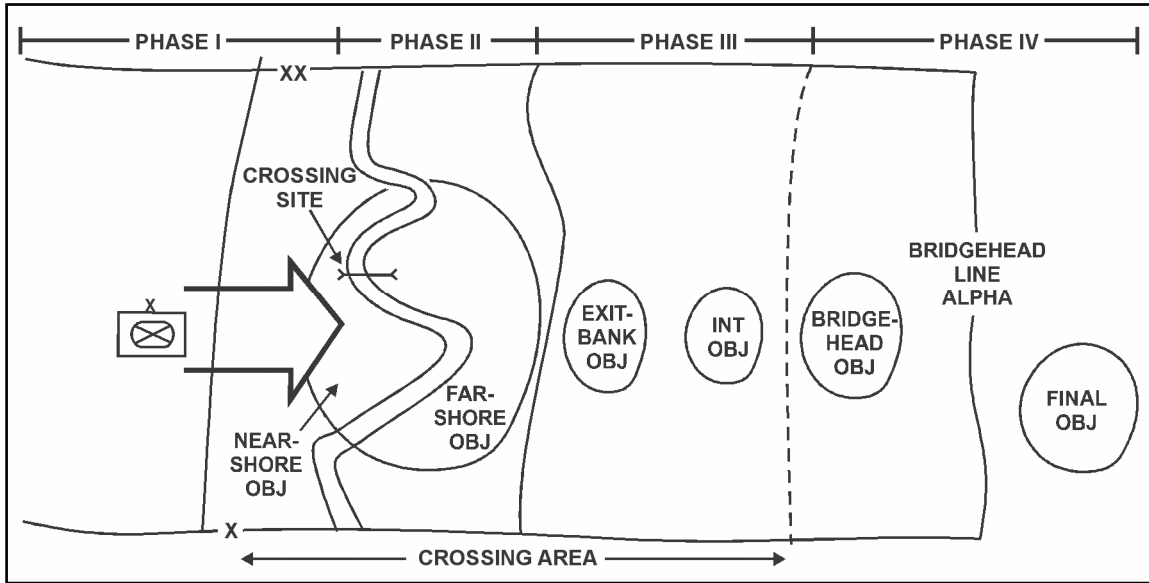 PHASE I
PHASE II
PHASE III
PHASE IV
XX
CROSSING
SITE
BRIDGEHEAD
LINE
ALPHA
X
EXIT-
BANK
OBJ
INT
OBJ
BRIDGE-
HEAD
OBJ
FAR-
SHORE
OBJ
FINAL
OBJ
NEAR-
SHORE
OBJ
X
CROSSING AREA